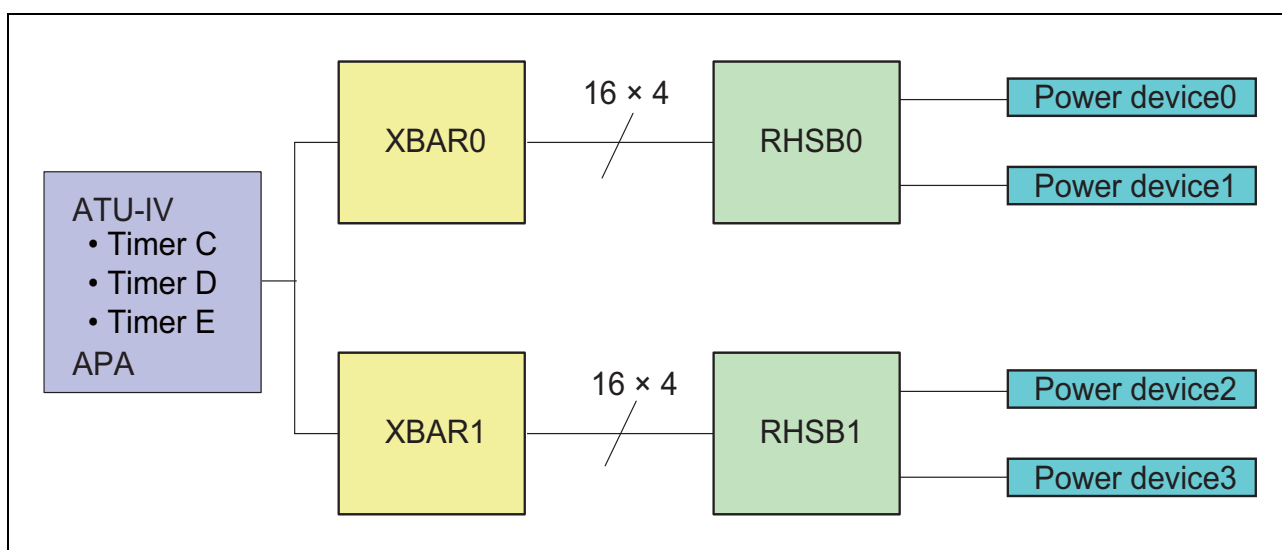 ATU-IV
• Timer C
• Timer D
• Timer E
APA
XBAR0
16 × 4
RHSB0
Power device0
Power device1
XBAR1
16 × 4
RHSB1
Power device2
Power device3